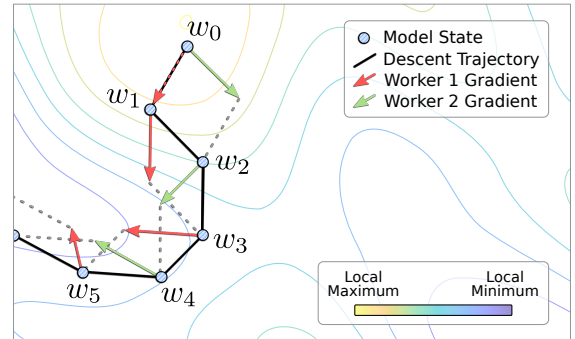 w₀
Model State
Descent Trajectory
Worker 1 Gradient
Worker 2 Gradient
w₁
w₂
w₃
w₄
w₅
Local Maximum
Local Minimum